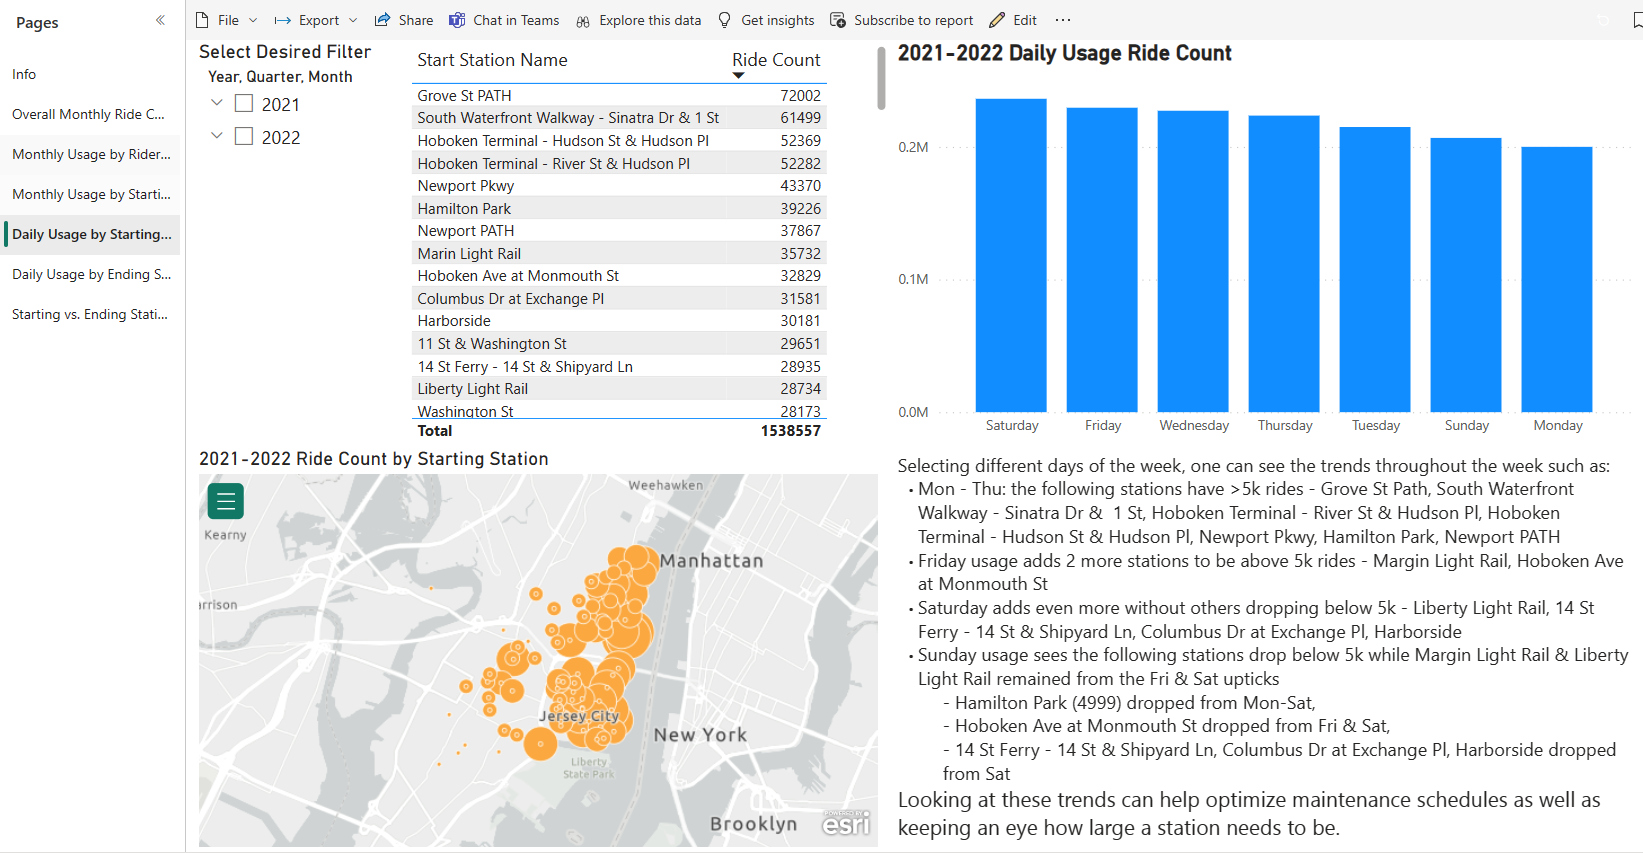 Pages
Info
Overall Monthly Ride C...
Monthly Usage by Rider...
Monthly Usage by Starti...
Daily Usage by Starting...
Daily Usage by Ending S...
Starting vs. Ending Stati...
File
Export
Share
Chat in Teams
Explore this data
Get insights
Subscribe to report
Edit
Select Desired Filter
Year, Quarter, Month
2021
2022
Start Station Name Ride Count
Grove St PATH 72002
South Waterfront Walkway - Sinatra Dr & 1 St 61499
Hoboken Terminal - Hudson St & Hudson Pl 52369
Hoboken Terminal - River St & Hudson Pl 52282
Newport Pkwy 43370
Hamilton Park 39226
Newport PATH 37867
Marin Light Rail 35732
Hoboken Ave at Monmouth St 32829
Columbus Dr at Exchange Pl 31581
Harborside 30181
11 St & Washington St 29651
14 St Ferry - 14 St & Shipyard Ln 28935
Liberty Light Rail 28734
Washington St 28173
Total 1538557
2021-2022 Ride Count by Starting Station
Weehawken
Kearny
Manhattan
arrison
Jersey City
New York
Liberty
State Park
Brooklyn
POWERED BY
esri
2021-2022 Daily Usage Ride Count
0.2M
0.1M
0.0M
Saturday Friday Wednesday Thursday Tuesday Sunday Monday
Selecting different days of the week, one can see the trends throughout the week such as:
• Mon - Thu: the following stations have >5k rides - Grove St Path, South Waterfront
Walkway - Sinatra Dr &  1 St, Hoboken Terminal - River St & Hudson Pl, Hoboken
Terminal - Hudson St & Hudson Pl, Newport Pkwy, Hamilton Park, Newport PATH
• Friday usage adds 2 more stations to be above 5k rides - Margin Light Rail, Hoboken Ave
at Monmouth St
• Saturday adds even more without others dropping below 5k - Liberty Light Rail, 14 St
Ferry - 14 St & Shipyard Ln, Columbus Dr at Exchange Pl, Harborside
• Sunday usage sees the following stations drop below 5k while Margin Light Rail & Liberty
Light Rail remained from the Fri & Sat upticks
- Hamilton Park (4999) dropped from Mon-Sat,
- Hoboken Ave at Monmouth St dropped from Fri & Sat,
- 14 St Ferry - 14 St & Shipyard Ln, Columbus Dr at Exchange Pl, Harborside dropped
from Sat
Looking at these trends can help optimize maintenance schedules as well as
keeping an eye how large a station needs to be.